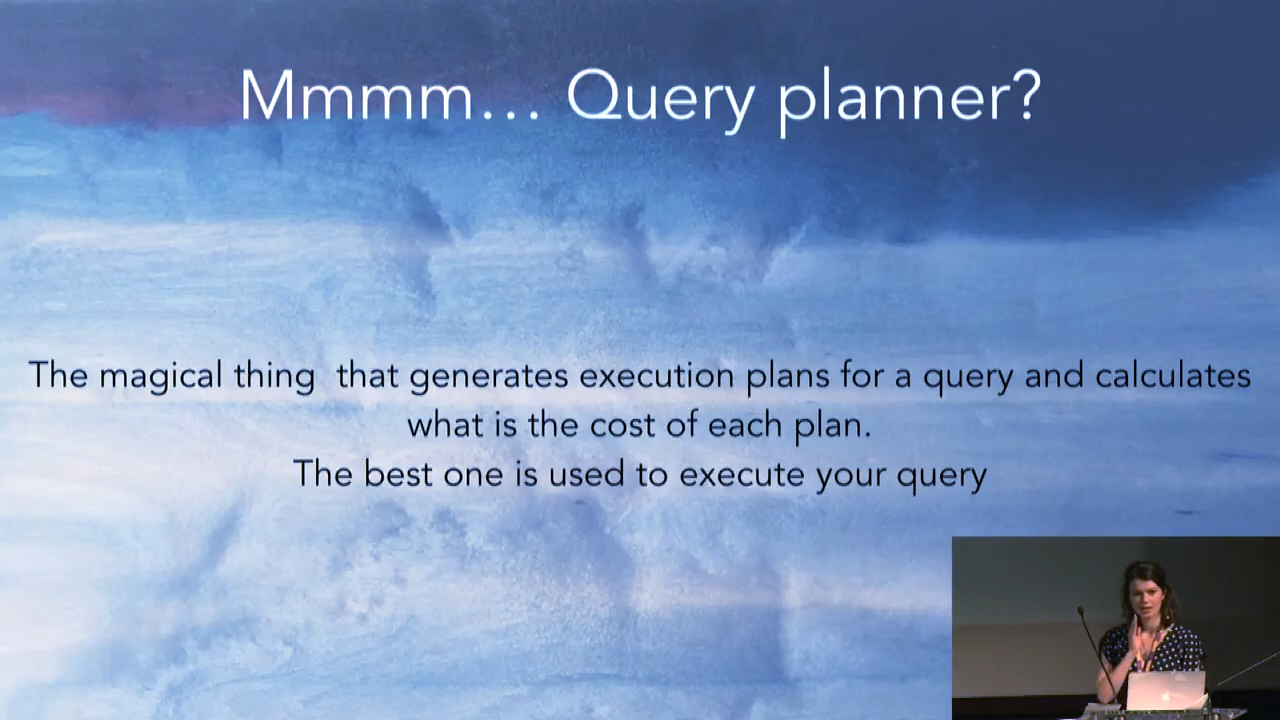 Mmmm... Query planner?
The magical thing  that generates execution plans for a query and calculates
what is the cost of each plan.
The best one is used to execute your query